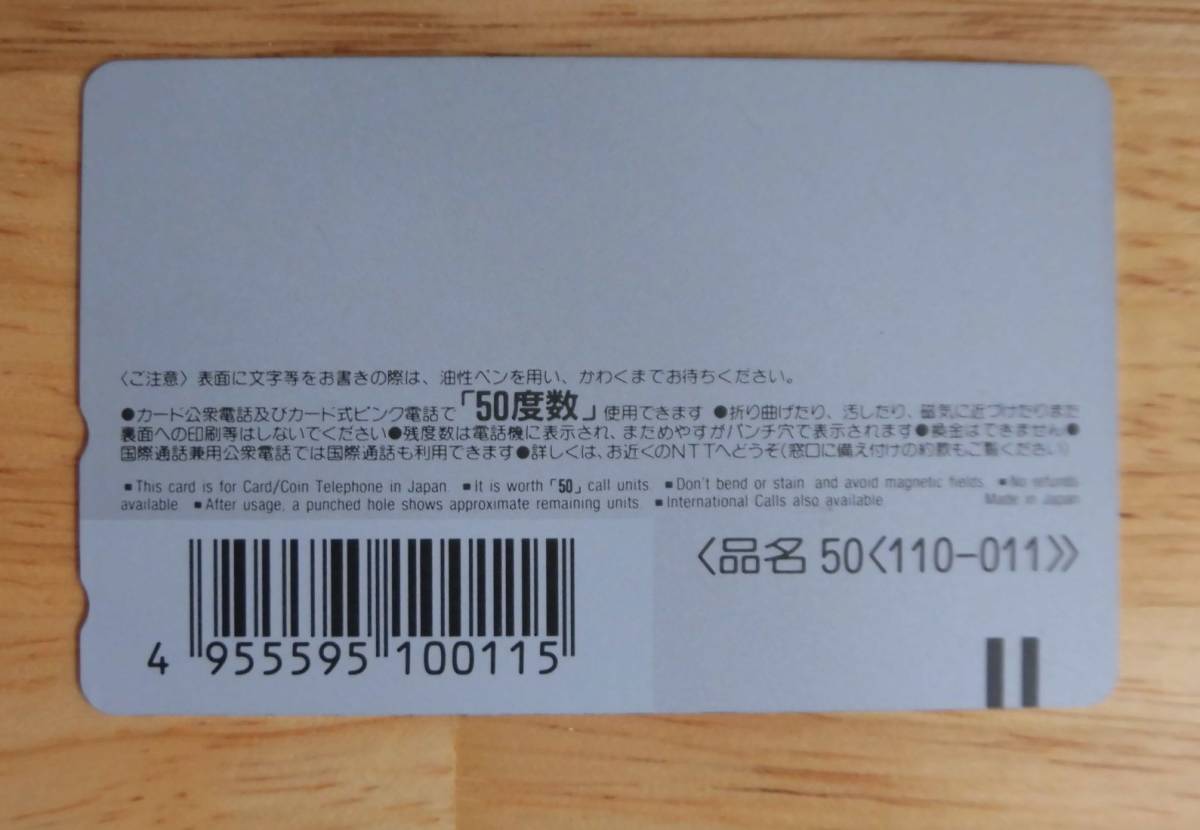 〈ご注意〉表面に文字等をお書きの際は、油性ペンを用い、かわくまでお待ちください。
●カード公衆電話及びカード式ピンク電話で「50度数」使用できます ●折り曲げたり、汚したり、磁気に近づけたりまた
裏面への印刷等はしないでください●残度数は電話機に表示され、まためやすがパンチ穴で表示されます●換金はできません●
国際通話兼用公衆電話では国際通話も利用できます●詳しくは、お近くのNTTへどうぞ(窓口に備え付けの約款もご覧ください)
▪This card is for Card/Coin Telephone in Japan. ▪It is worth「50」call units. ▪Don't bend or stain, and avoid magnetic fields. ▪No refunds
available. ▪After usage, a punched hole shows approximate remaining units. ▪International Calls also available. Made in Japan
〈品名 50〈110-011〉〉
4 955595 100115